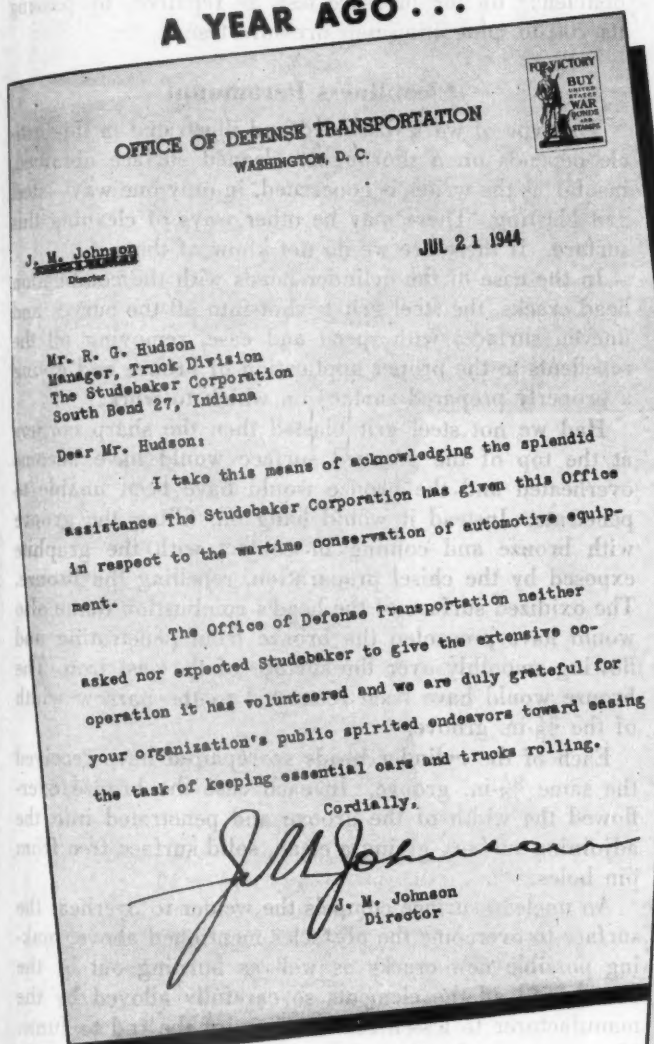 A YEAR AGO...
FOR VICTORY
BUY
UNITED
STATES
WAR
BONDS
AND
STAMPS
OFFICE OF DEFENSE TRANSPORTATION
WASHINGTON, D. C.
J. M. Johnson
Director
JUL 21 1944
Mr. R. G. Hudson
Manager, Truck Division
The Studebaker Corporation
South Bend 27, Indiana
Dear Mr. Hudson:
I take this means of acknowledging the splendid
assistance The Studebaker Corporation has given this Office
in respect to the wartime conservation of automotive equip-
ment.
The Office of Defense Transportation neither
asked nor expected Studebaker to give the extensive co-
operation it has volunteered and we are duly grateful for
your organization's public spirited endeavors toward easing
the task of keeping essential cars and trucks rolling.
Cordially,
J M Johnson
J. M. Johnson
Director